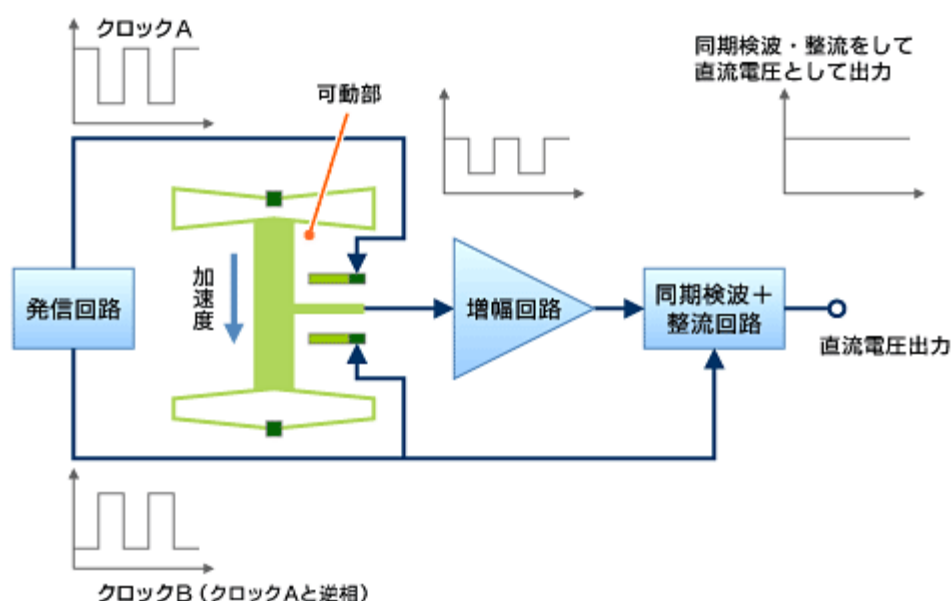 クロックA
同期検波・整流をして
直流電圧として出力
可動部
加速度
発信回路
増幅回路
同期検波＋
整流回路
直流電圧出力
クロックB（クロックAと逆相）